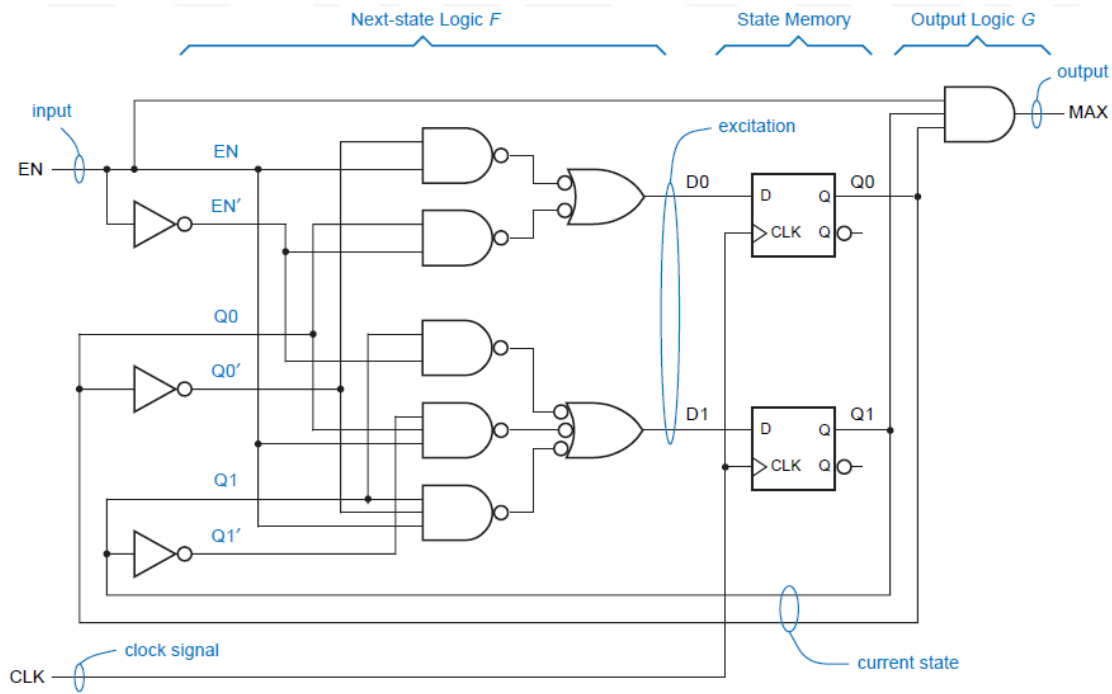 Next-state Logic F
State Memory
Output Logic G
input
output
excitation
MAX
EN
EN
EN′
D0
Q0
D
Q
CLK
Q
Q0
Q0′
D1
Q1
D
Q
CLK
Q
Q1
Q1′
clock signal
CLK
current state